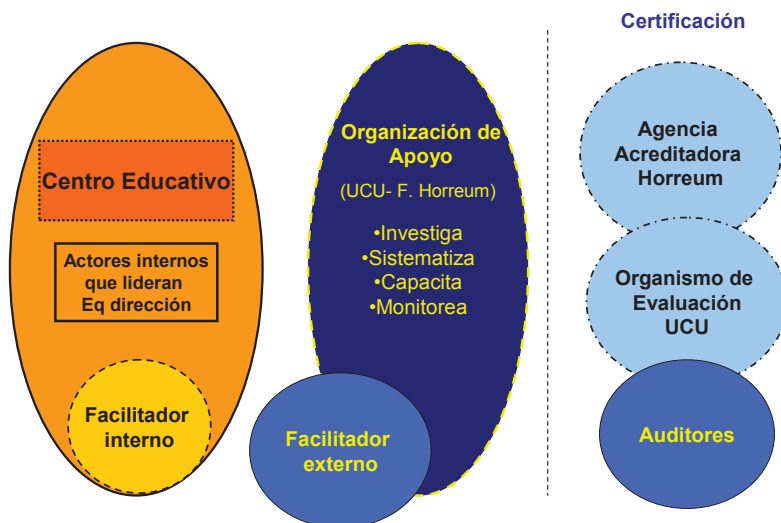 Certificación
Centro Educativo
Actores internos
que lideran
Eq dirección
Facilitador
interno
Organización de
Apoyo
(UCU- F. Horreum)
•Investiga
•Sistematiza
•Capacita
•Monitorea
Facilitador
externo
Agencia
Acreditadora
Horreum
Organismo de
Evaluación
UCU
Auditores